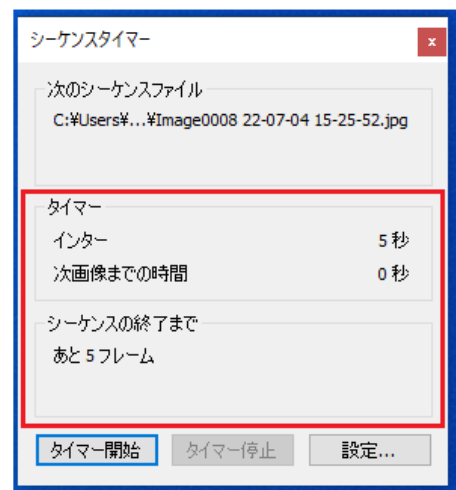 シーケンスタイマー
x
次のシーケンスファイル
C:¥Users¥...¥Image0008 22-07-04 15-25-52.jpg
タイマー
インター 5 秒
次画像までの時間 0 秒
シーケンスの終了まで
あと 5 フレーム
タイマー開始 タイマー停止 設定...